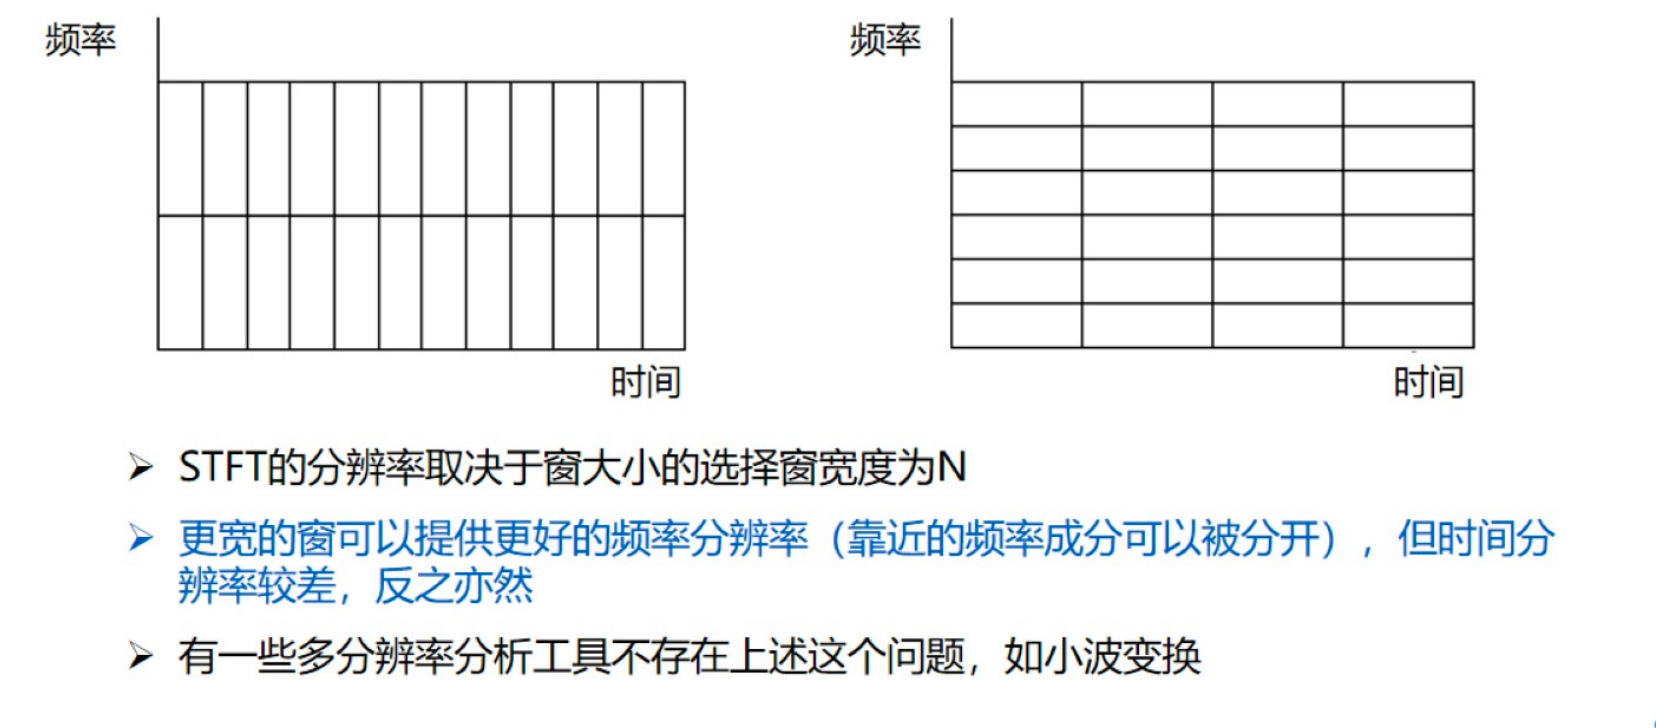 频率
频率
时间
时间
➢ STFT的分辨率取决于窗大小的选择窗宽度为N
➢ 更宽的窗可以提供更好的频率分辨率（靠近的频率成分可以被分开），但时间分
辨率较差，反之亦然
➢ 有一些多分辨率分析工具不存在上述这个问题，如小波变换